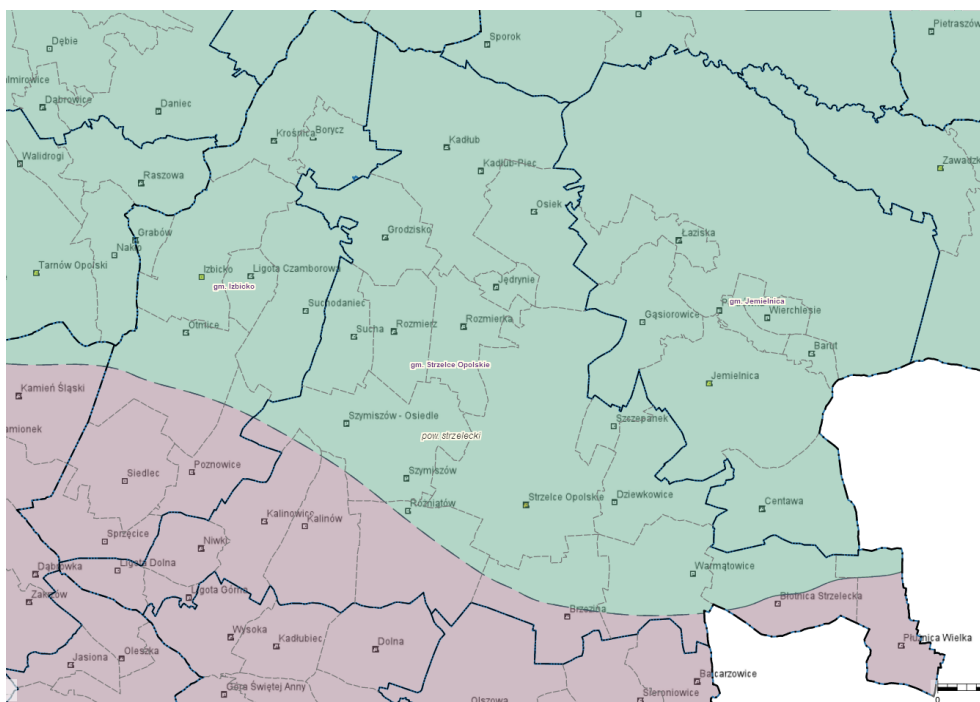 Pietraszów
Dębie
Sporok
Dąbrowice
Daniec
Krośnica
Borycz
Kadłub
Walidrogi
Kadłub-Piec
Zawadzk
Raszowa
Osiek
Grabów
Grodzisko
Łaziska
Nakło
Tarnów Opolski
Izbicko
Ligota Czamborowa
gm. Izbicko
Jędrynie
Suchodaniec
gm. Jemielnica
Gąsiorowice
Wierchlesie
Otmice
Sucha
Rozmierz
Rozmierka
Barut
gm. Strzelce Opolskie
Kamień Śląski
Jemielnica
Szymiszów - Osiedle
Szczepanek
amionek
pow. strzelecki
Siedlec
Poznowice
Szymiszów
Strzelce Opolskie
Dziewkowice
Centawa
Rożniątów
Kalinowice
Kalinów
Sprzęcice
Niwki
Dąbrówka
Ligota Dolna
Warmątowice
Zakrzów
Ligota Górna
Błotnica Strzelecka
Brzezina
Wysoka
Kadłubiec
Dolna
Płużnica Wielka
Jasiona
Oleszka
Balcarzowice
Góra Świętej Anny
Olszowa
Sieroniowice
0